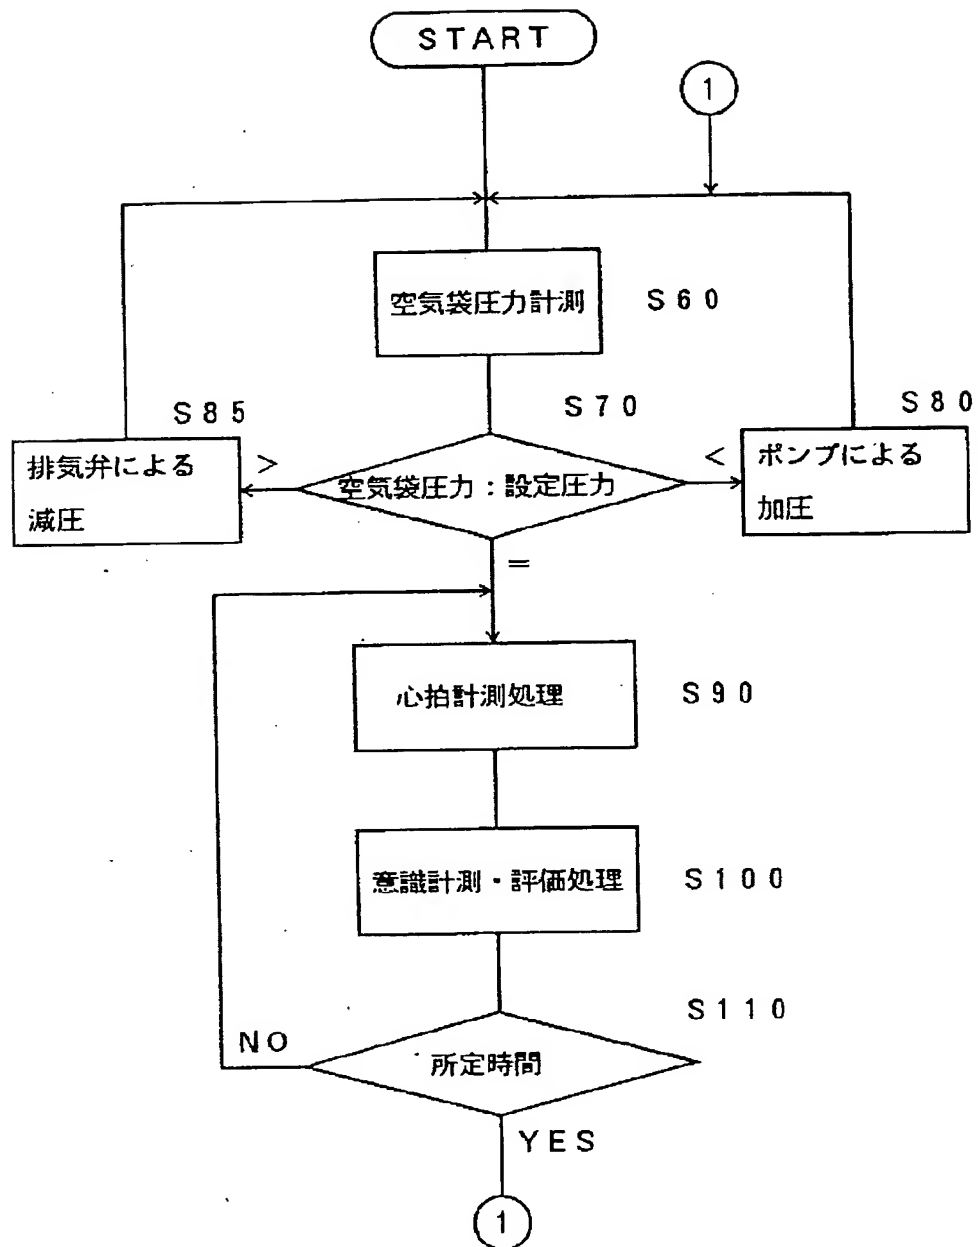 START
1
空気袋圧力計測
S60
S70
S85
S80
排気弁による
減圧
>
空気袋圧力:設定圧力
<
ポンプによる
加圧
=
心拍計測処理
S90
意識計測・評価処理
S100
S110
NO
所定時間
YES
1